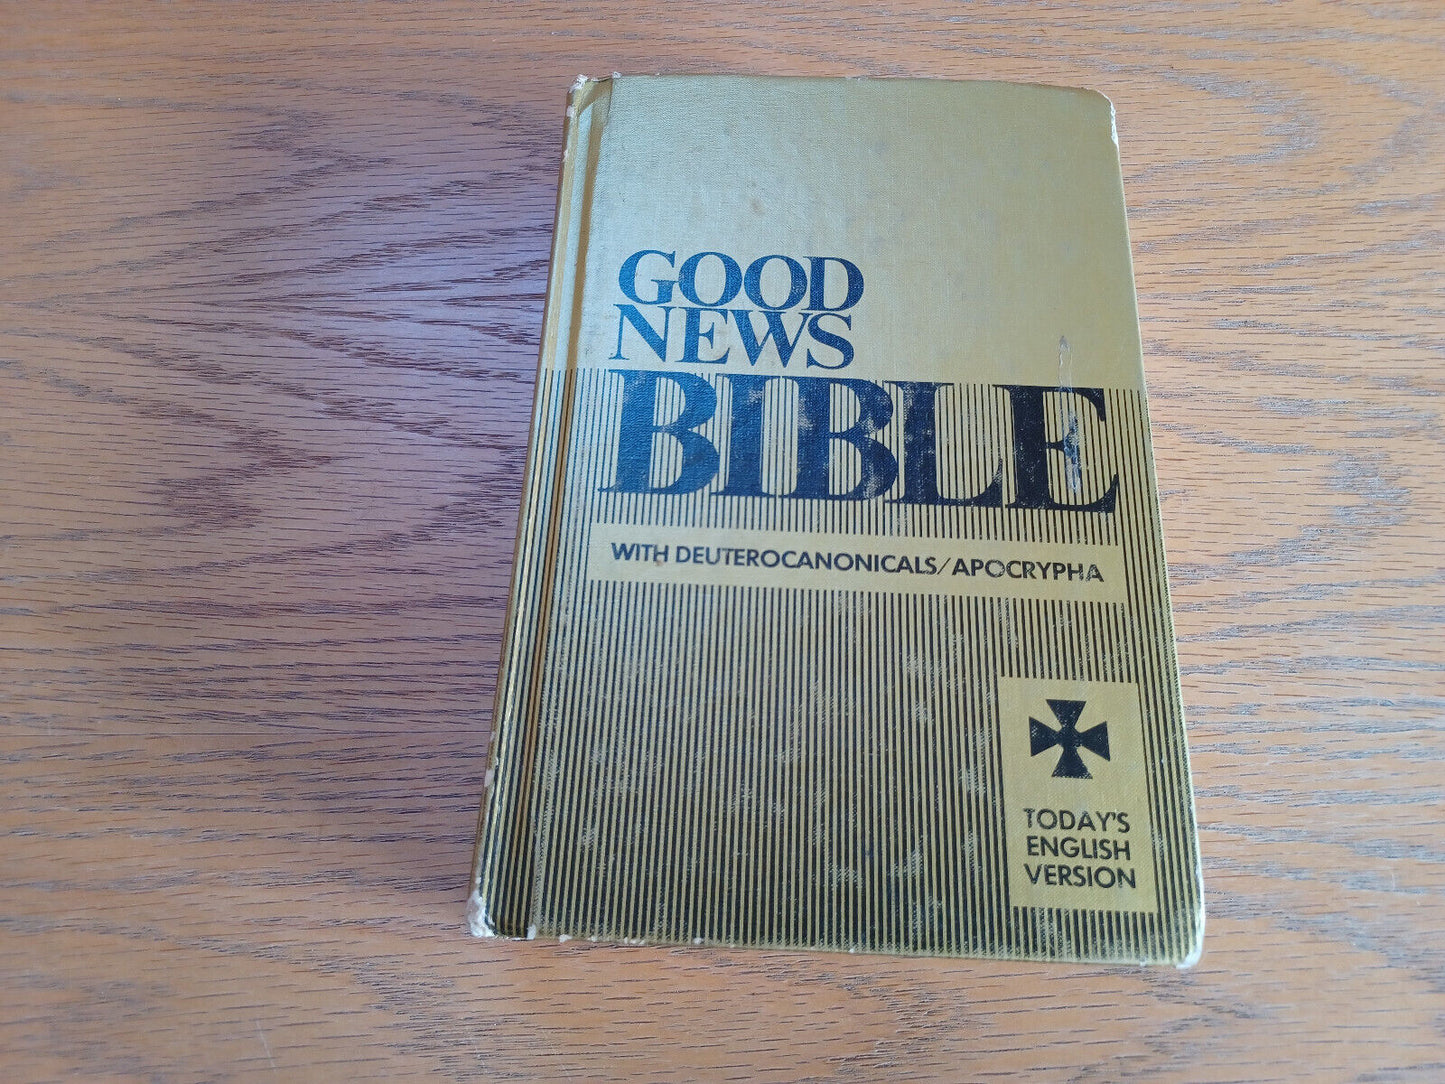 GOOD
NEWS
BIBLE
WITH DEUTEROCANONICALS/APOCRYPHA
TODAY'S
ENGLISH
VERSION